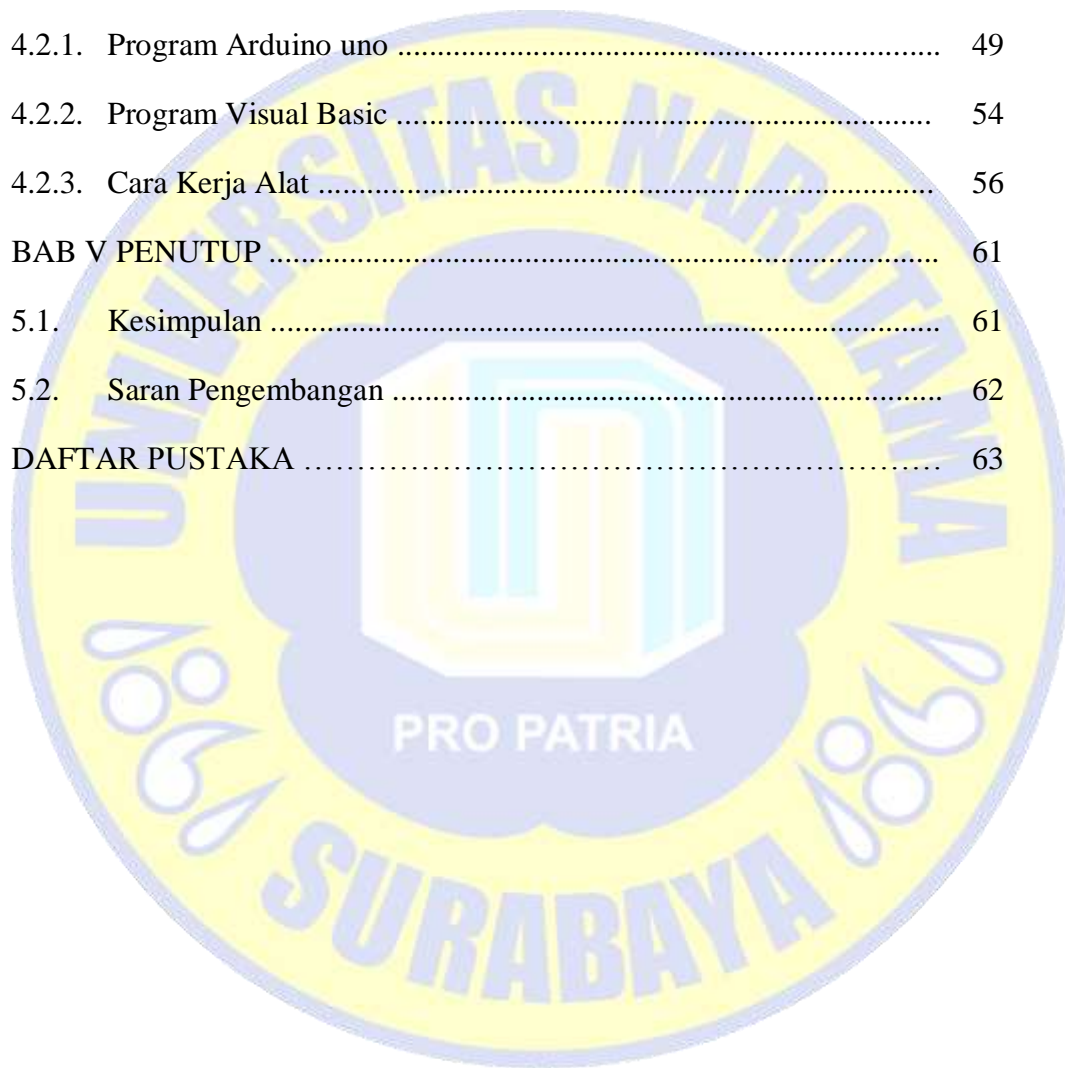 4.2.1. Program Arduino uno .................................................................. 49
4.2.2. Program Visual Basic ................................................................. 54
4.2.3. Cara Kerja Alat ........................................................................... 56
BAB V PENUTUP ................................................................................. 61
5.1. Kesimpulan ................................................................................. 61
5.2. Saran Pengembangan ................................................................... 62
DAFTAR PUSTAKA …………………………………………………… 63
UNIVERSITAS NAROTAMA
PRO PATRIA
SURABAYA